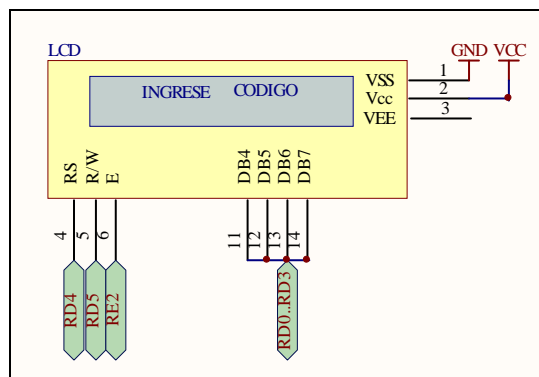 LCD
GND VCC
VSS 1
Vcc 2
VEE 3
INGRESE CODIGO
RS R/W E
DB4 DB5 DB6 DB7
4 5 6
11 12 13 14
RD4 RD5 RE2
RD0..RD3